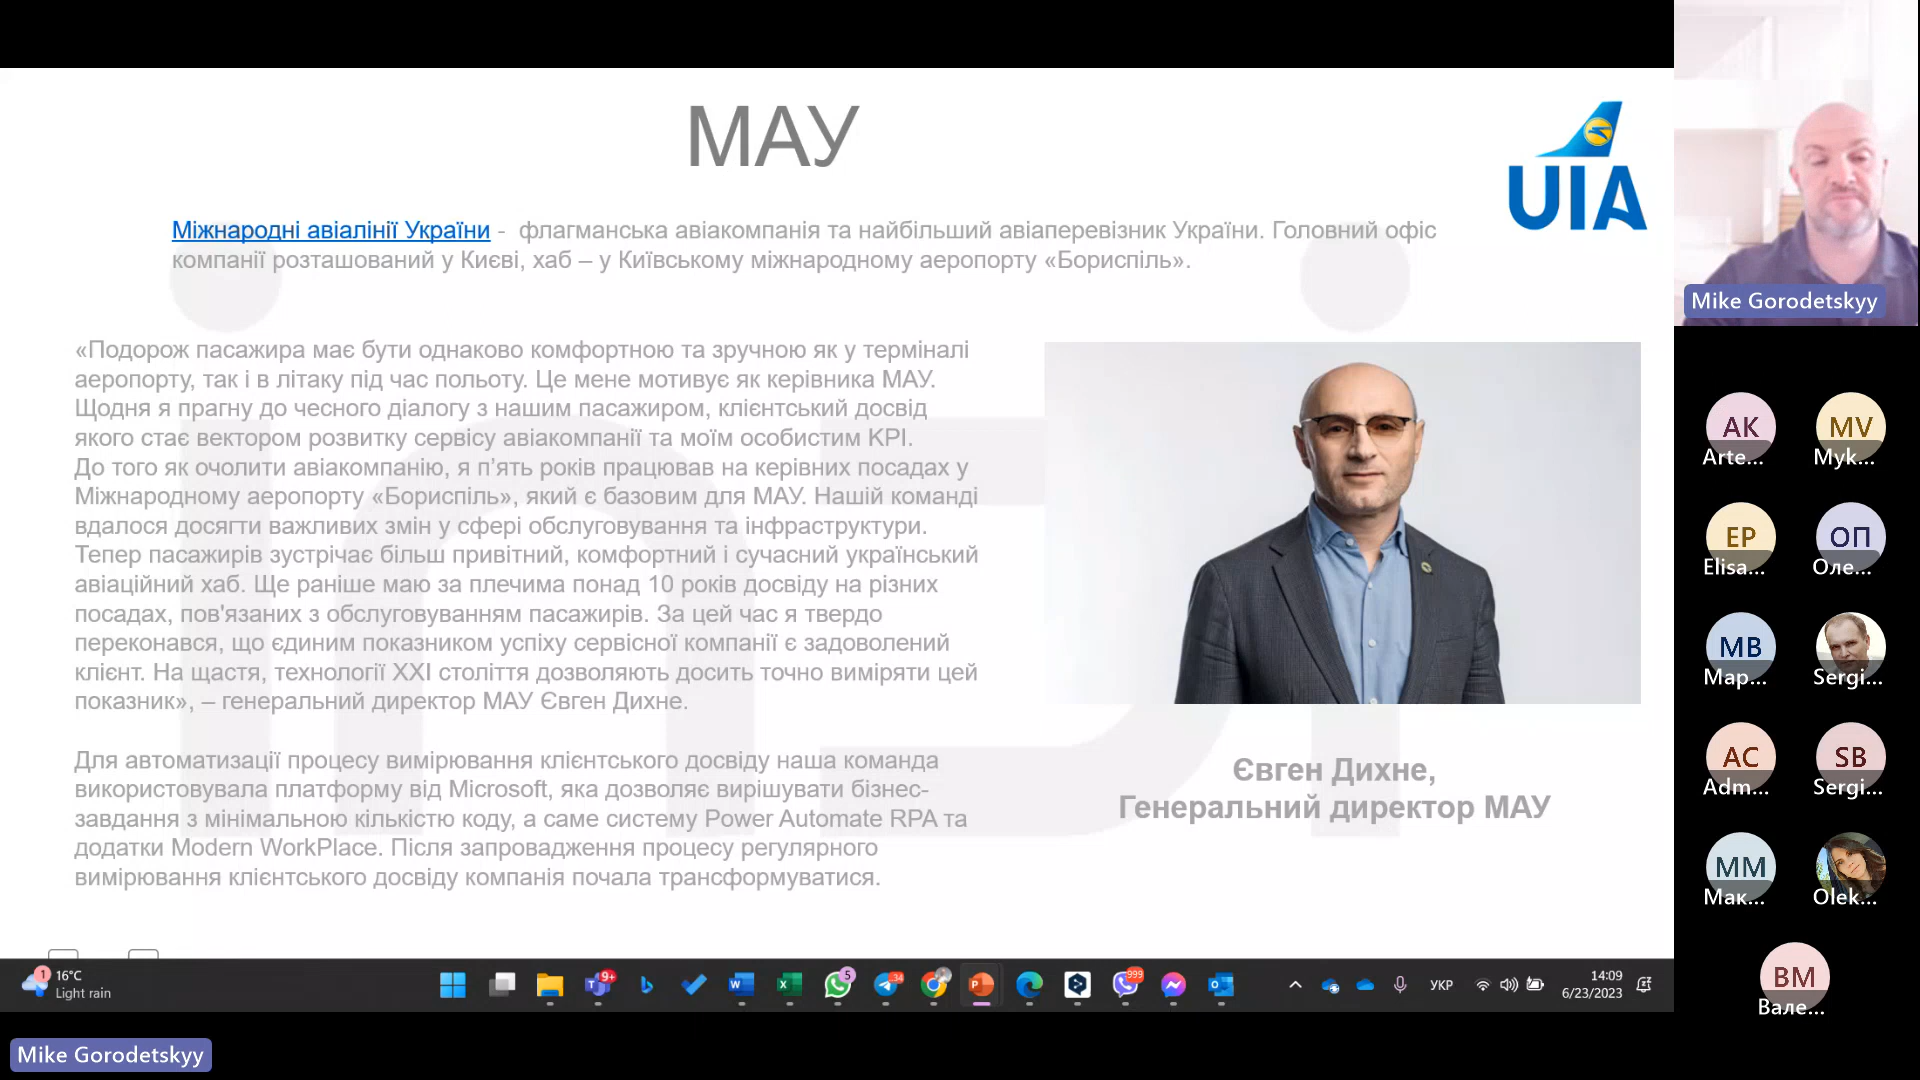 МАУ
UIA
Міжнародні авіалінії України - флагманська авіакомпанія та найбільший авіаперевізник України. Головний офіс
компанії розташований у Києві, хаб – у Київському міжнародному аеропорту «Бориспіль».
«Подорож пасажира має бути однаково комфортною та зручною як у терміналі
аеропорту, так і в літаку під час польоту. Це мене мотивує як керівника МАУ.
Щодня я прагну до чесного діалогу з нашим пасажиром, клієнтський досвід
якого стає вектором розвитку сервісу авіакомпанії та моїм особистим KPI.
До того як очолити авіакомпанію, я п’ять років працював на керівних посадах у
Міжнародному аеропорту «Бориспіль», який є базовим для МАУ. Нашій команді
вдалося досягти важливих змін у сфері обслуговування та інфраструктури.
Тепер пасажирів зустрічає більш привітний, комфортний і сучасний український
авіаційний хаб. Ще раніше маю за плечима понад 10 років досвіду на різних
посадах, пов'язаних з обслуговуванням пасажирів. За цей час я твердо
переконався, що єдиним показником успіху сервісної компанії є задоволений
клієнт. На щастя, технології XXI століття дозволяють досить точно виміряти цей
показник», – генеральний директор МАУ Євген Дихне.
Для автоматизації процесу вимірювання клієнтського досвіду наша команда
використовувала платформу від Microsoft, яка дозволяє вирішувати бізнес-
завдання з мінімальною кількістю коду, а саме систему Power Automate RPA та
додатки Modern WorkPlace. Після запровадження процесу регулярного
вимірювання клієнтського досвіду компанія почала трансформуватися.
Євген Дихне,
Генеральний директор МАУ
Mike Gorodetskyy
AK
Arte...
MV
Myk...
EP
Elisa...
ОП
Оле...
МВ
Мар...
Sergi...
AC
Adm...
SB
Sergi...
ММ
Мак...
Olek...
ВМ
Вале...
1
16°C
Light rain
9+
5
34
999
УКР
14:09
6/23/2023
Mike Gorodetskyy